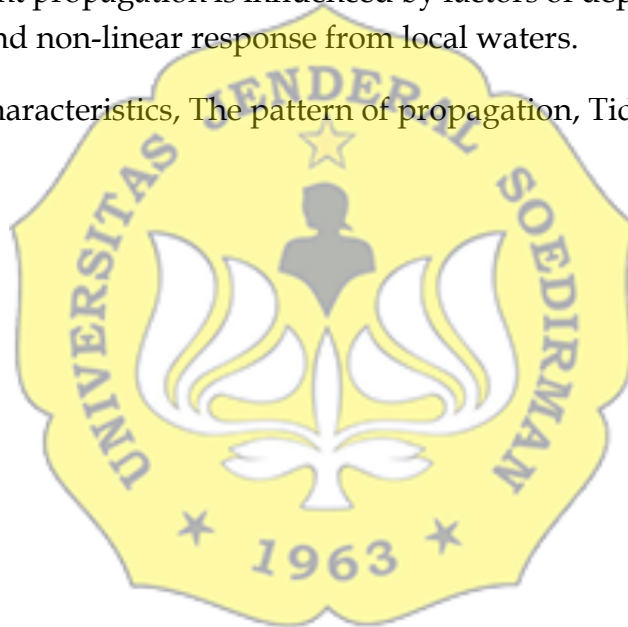 nt propagation is influenced by factors of dep
nd non-linear response from local waters.
haracteristics, The pattern of propagation, Tid
UNIVERSITAS JENDERAL SOEDIRMAN
★ 1963 ★